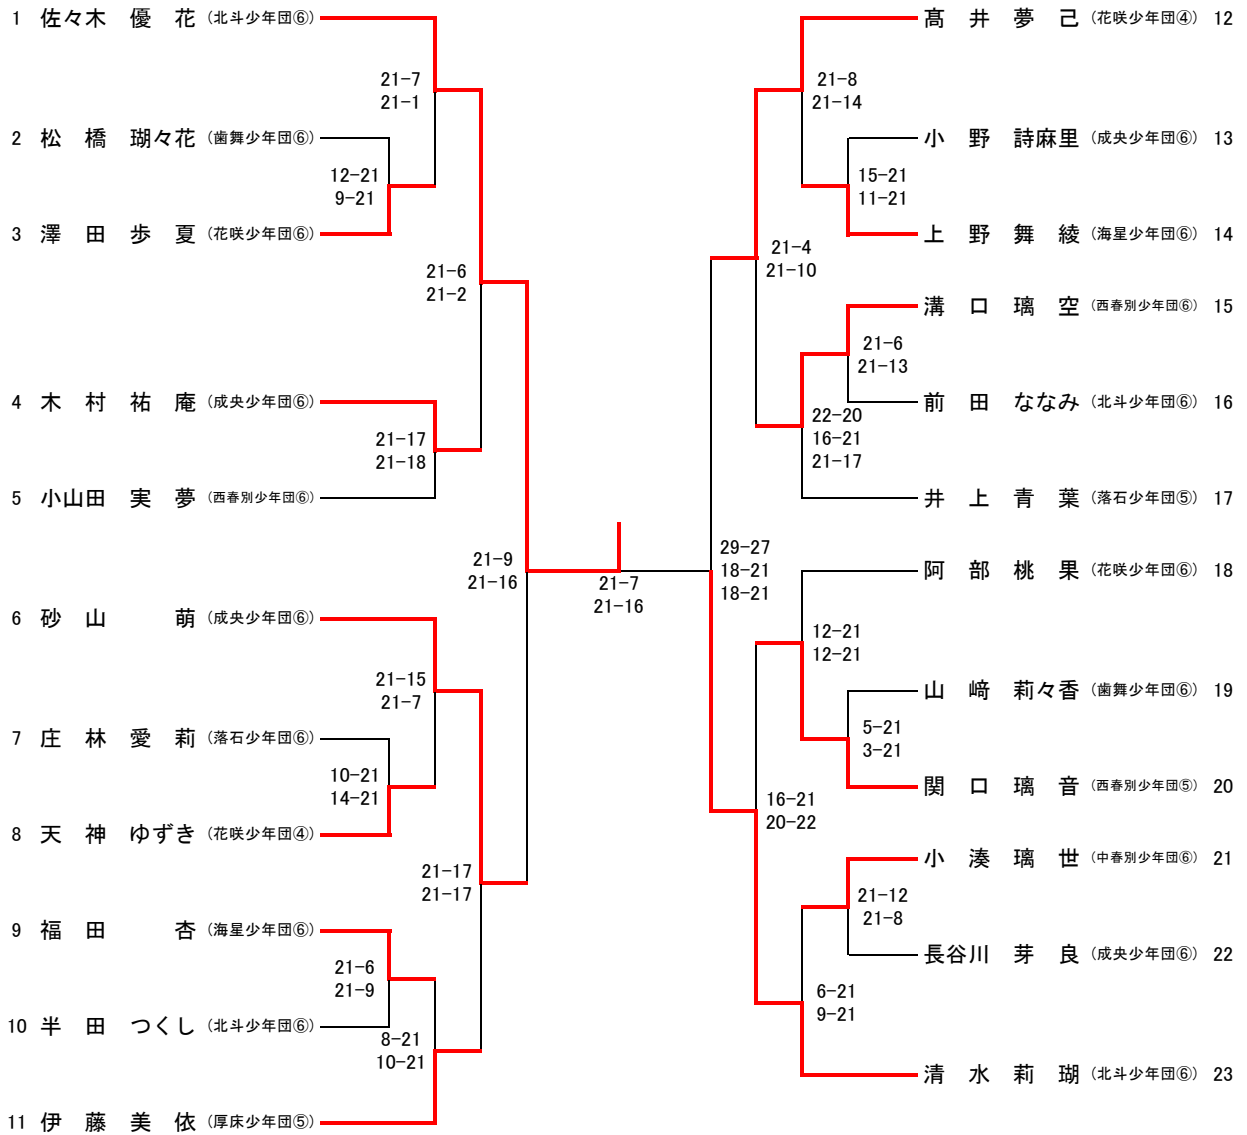 1 佐々木 優 花 (北斗少年団⑥)
21-7
21-1
2 松 橋 瑚々花 (歯舞少年団⑥)
12-21
9-21
3 澤 田 歩 夏 (花咲少年団⑥)
21-6
21-2
4 木 村 祐 庵 (成央少年団⑥)
21-17
21-18
5 小山田 実 夢 (西春別少年団⑥)
21-9
21-16
6 砂 山 萌 (成央少年団⑥)
21-15
21-7
7 庄 林 愛 莉 (落石少年団⑥)
10-21
14-21
8 天 神 ゆずき (花咲少年団④)
21-17
21-17
9 福 田 杏 (海星少年団⑥)
21-6
21-9
10 半 田 つくし (北斗少年団⑥)
8-21
10-21
11 伊 藤 美 依 (厚床少年団⑤)
21-7
21-16
髙 井 夢 己 (花咲少年団④) 12
21-8
21-14
小 野 詩麻里 (成央少年団⑥) 13
15-21
11-21
上 野 舞 綾 (海星少年団⑥) 14
21-4
21-10
溝 口 璃 空 (西春別少年団⑥) 15
21-6
21-13
前 田 ななみ (北斗少年団⑥) 16
22-20
16-21
21-17
井 上 青 葉 (落石少年団⑤) 17
29-27
18-21
18-21
阿 部 桃 果 (花咲少年団⑥) 18
12-21
12-21
山 﨑 莉々香 (歯舞少年団⑥) 19
5-21
3-21
関 口 璃 音 (西春別少年団⑤) 20
16-21
20-22
小 湊 璃 世 (中春別少年団⑥) 21
21-12
21-8
長谷川 芽 良 (成央少年団⑥) 22
6-21
9-21
清 水 莉 瑚 (北斗少年団⑥) 23